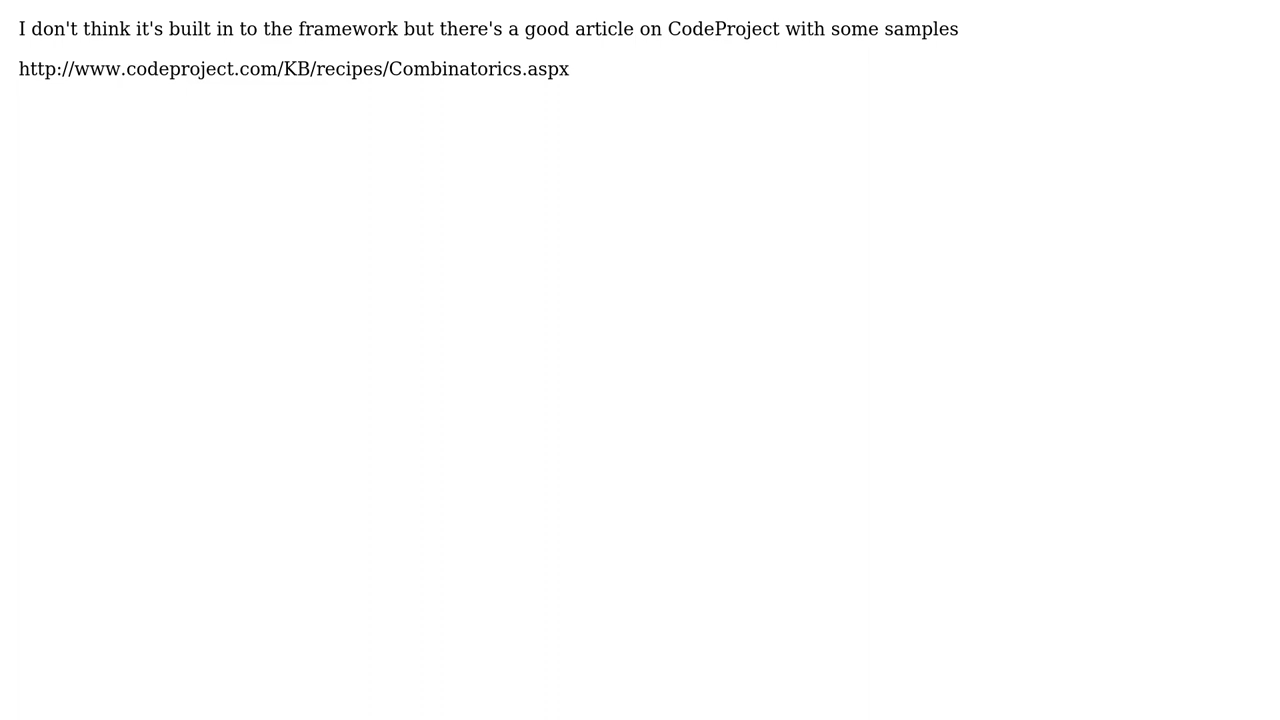 I don't think it's built in to the framework but there's a good article on CodeProject with some samples
http://www.codeproject.com/KB/recipes/Combinatorics.aspx